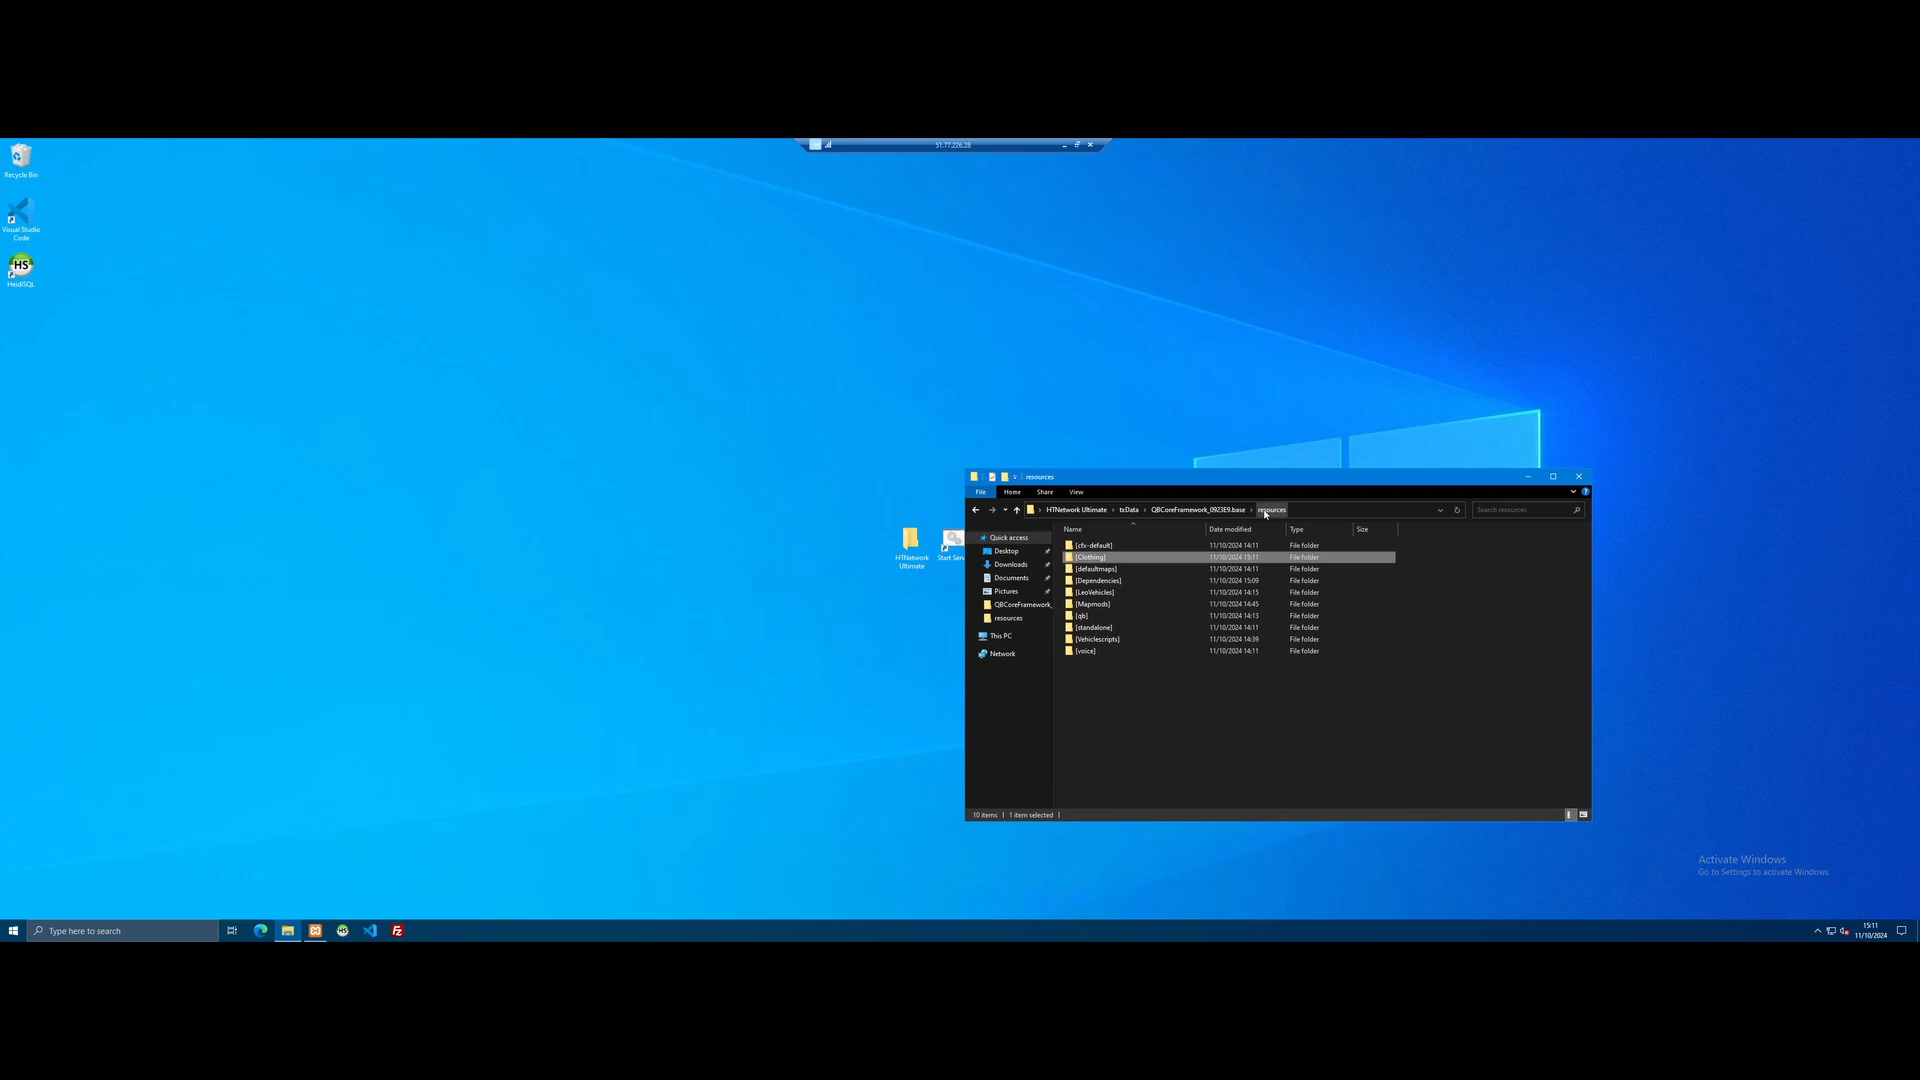 51.77.226.28
Recycle Bin
Visual Studio
Code
HS
HeidiSQL
HTNetwork
Ultimate
Start Serv
resources
File
Home
Share
View
HTNetwork Ultimate › txData › QBCoreFramework_0923E9.base › resources
Search resources
Name
Date modified
Type
Size
Quick access
Desktop
Downloads
Documents
Pictures
QBCoreFramework_
resources
This PC
Network
[cfx-default] 11/10/2024 14:11 File folder
[Clothing] 11/10/2024 15:11 File folder
[defaultmaps] 11/10/2024 14:11 File folder
[Dependencies] 11/10/2024 15:09 File folder
[LeoVehicles] 11/10/2024 14:15 File folder
[Mapmods] 11/10/2024 14:45 File folder
[qb] 11/10/2024 14:13 File folder
[standalone] 11/10/2024 14:11 File folder
[Vehiclescripts] 11/10/2024 14:39 File folder
[voice] 11/10/2024 14:11 File folder
10 items
1 item selected
Activate Windows
Go to Settings to activate Windows.
Type here to search
HS
15:11
11/10/2024